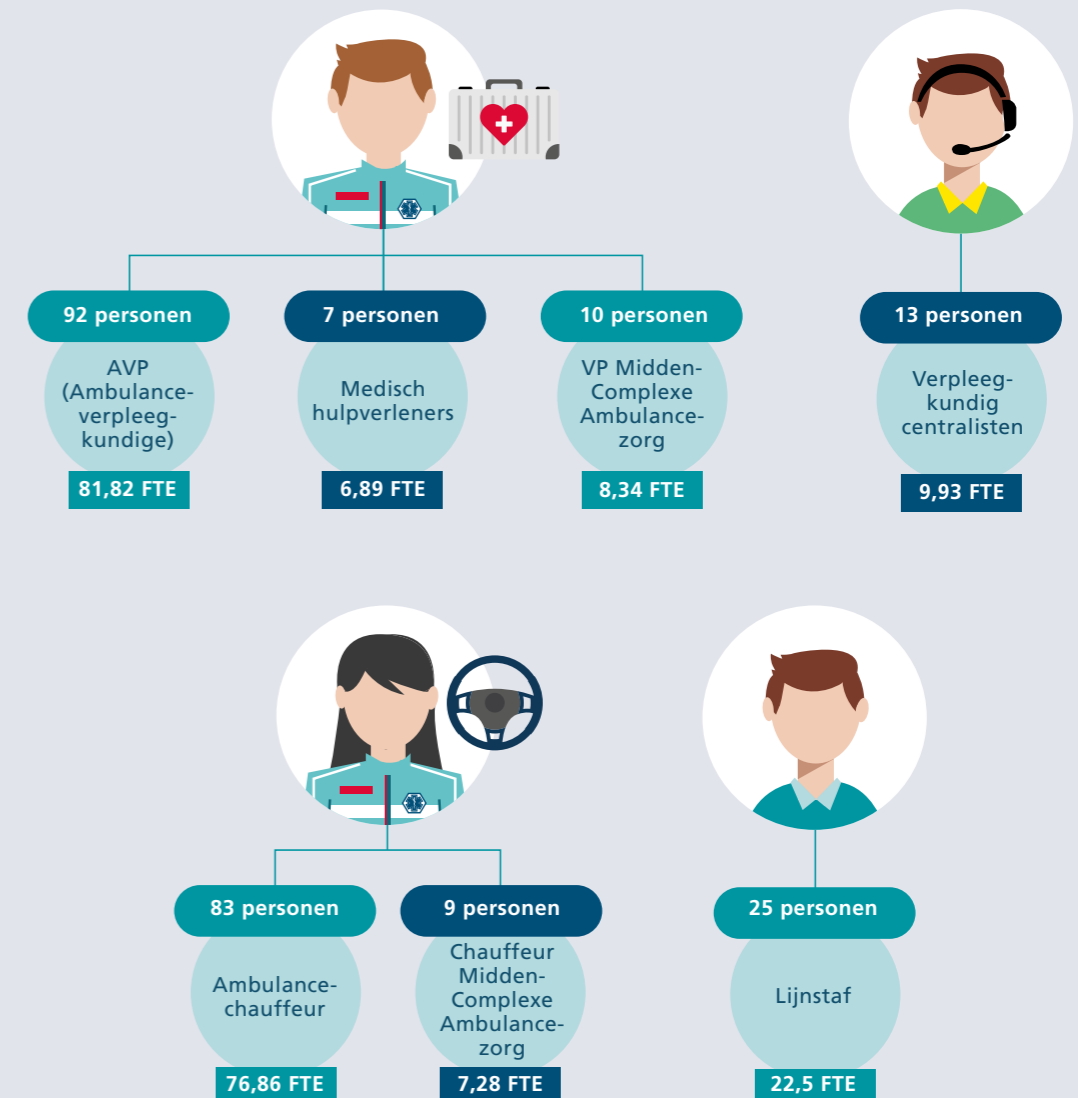 92 personen
AVP
(Ambulance-
verpleeg-
kundige)
81,82 FTE
7 personen
Medisch
hulpverleners
6,89 FTE
10 personen
VP Midden-
Complexe
Ambulance-
zorg
8,34 FTE
13 personen
Verpleeg-
kundig
centralisten
9,93 FTE
83 personen
Ambulance-
chauffeur
76,86 FTE
9 personen
Chauffeur
Midden-
Complexe
Ambulance-
zorg
7,28 FTE
25 personen
Lijnstaf
22,5 FTE